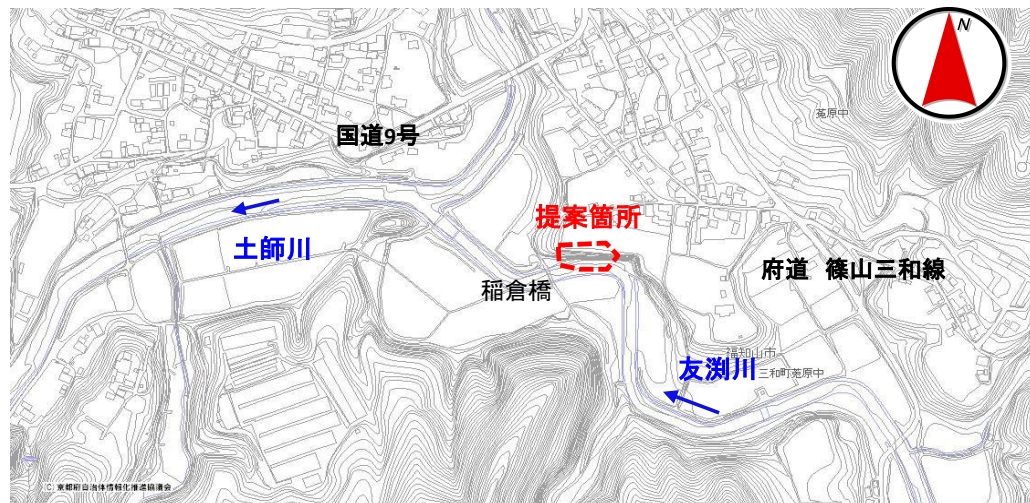 N
菟原中
国道9号
提案箇所
土師川
府道 篠山三和線
稲倉橋
福知山市
友渕川
三和町菟原中
(C) 京都府自治体情報化推進協議会